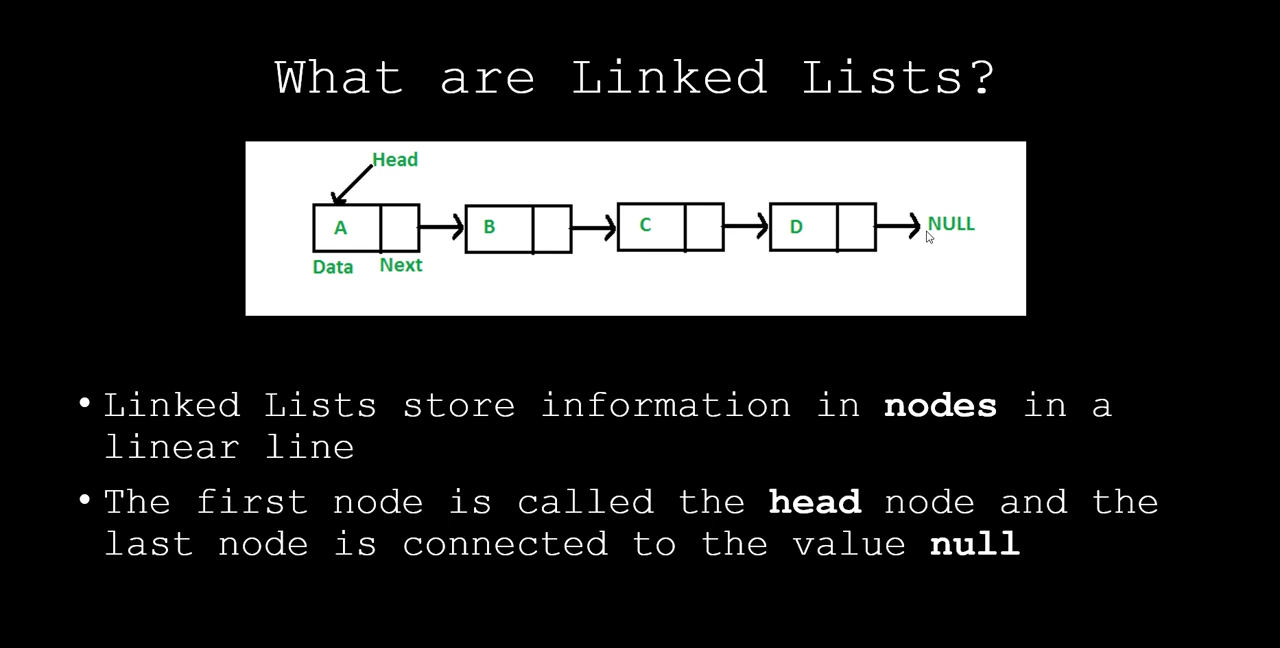 What are Linked Lists?
Head
A
B
C
D
NULL
Data
Next
• Linked Lists store information in nodes in a
linear line
• The first node is called the head node and the
last node is connected to the value null